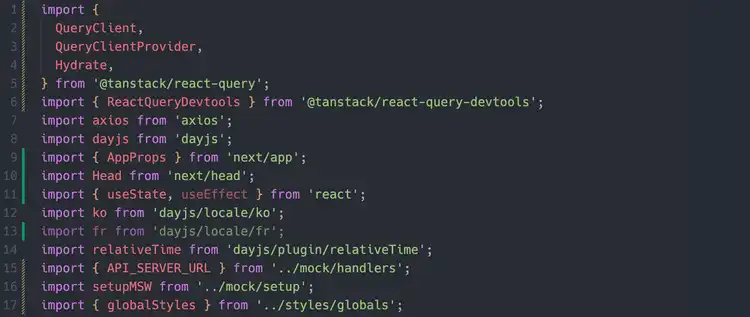 1 import {
2 QueryClient,
3 QueryClientProvider,
4 Hydrate,
5 } from '@tanstack/react-query';
6 import { ReactQueryDevtools } from '@tanstack/react-query-devtools';
7 import axios from 'axios';
8 import dayjs from 'dayjs';
9 import { AppProps } from 'next/app';
10 import Head from 'next/head';
11 import { useState, useEffect } from 'react';
12 import ko from 'dayjs/locale/ko';
13 import fr from 'dayjs/locale/fr';
14 import relativeTime from 'dayjs/plugin/relativeTime';
15 import { API_SERVER_URL } from '../mock/handlers';
16 import setupMSW from '../mock/setup';
17 import { globalStyles } from '../styles/globals';